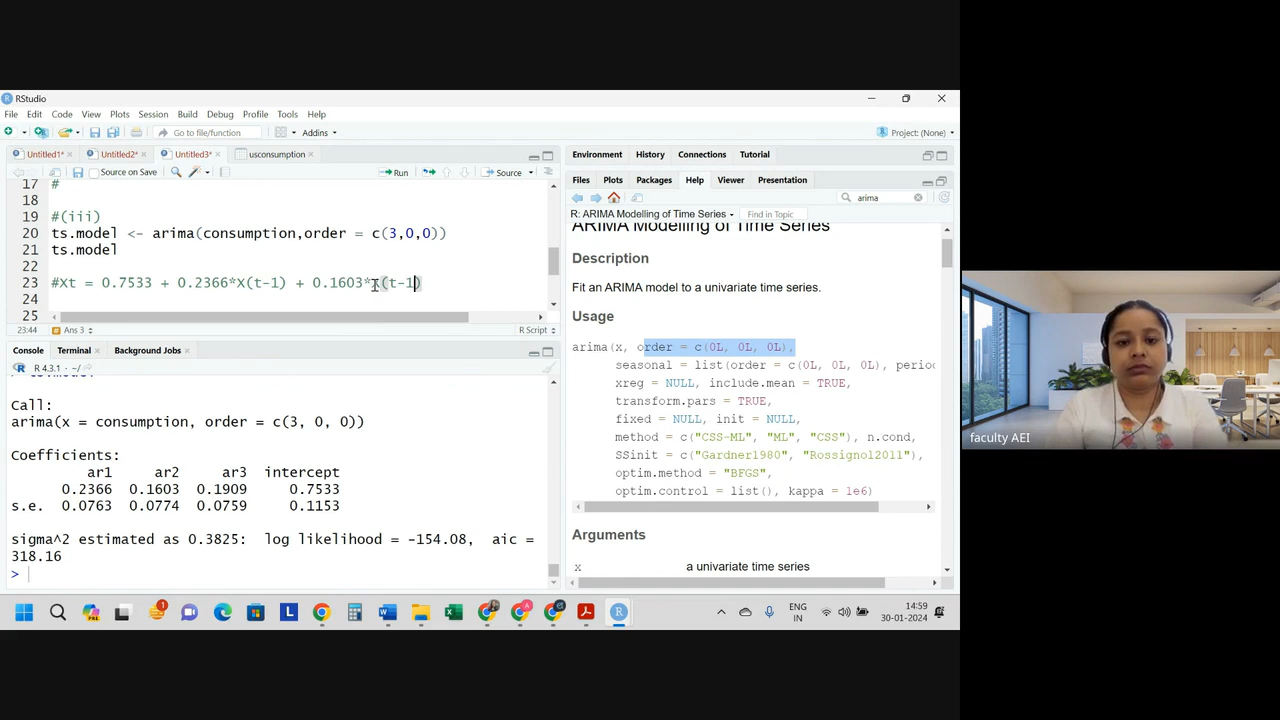 RStudio
File Edit Code View Plots Session Build Debug Profile Tools Help
Go to file/function Addins Project: (None)
Untitled1* Untitled2* Untitled3* usconsumption
Source on Save Run Source
17 #
18
19 #(iii)
20 ts.model <- arima(consumption,order = c(3,0,0))
21 ts.model
22
23 #Xt = 0.7533 + 0.2366*X(t-1) + 0.1603*X(t-1)
24
25
23:44 Ans 3 R Script
Console Terminal Background Jobs
R 4.3.1 · ~/
Call:
arima(x = consumption, order = c(3, 0, 0))
Coefficients:
ar1 ar2 ar3 intercept
0.2366 0.1603 0.1909 0.7533
s.e. 0.0763 0.0774 0.0759 0.1153
sigma^2 estimated as 0.3825: log likelihood = -154.08, aic =
318.16
>
Environment History Connections Tutorial
Files Plots Packages Help Viewer Presentation
arima
R: ARIMA Modelling of Time Series Find in Topic
ARIMA Modelling of Time Series
Description
Fit an ARIMA model to a univariate time series.
Usage
arima(x, order = c(0L, 0L, 0L),
seasonal = list(order = c(0L, 0L, 0L), perio
xreg = NULL, include.mean = TRUE,
transform.pars = TRUE,
fixed = NULL, init = NULL,
method = c("CSS-ML", "ML", "CSS"), n.cond,
SSinit = c("Gardner1980", "Rossignol2011"),
optim.method = "BFGS",
optim.control = list(), kappa = 1e6)
Arguments
x a univariate time series
faculty AEI
ENG
IN
14:59
30-01-2024